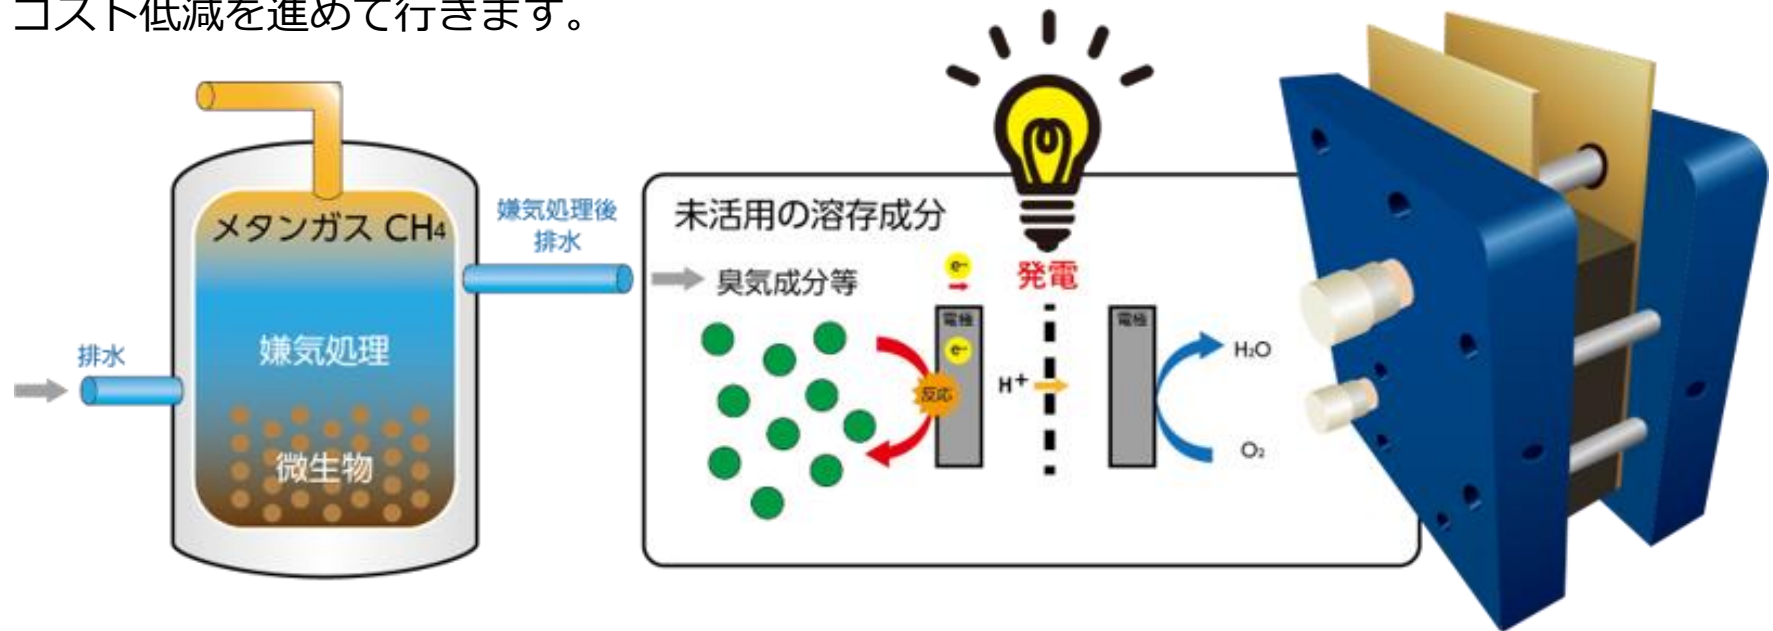 コスト低減を進めて行きます。
メタンガス CH4
嫌気処理後
排水
排水
嫌気処理
微生物
未活用の溶存成分
臭気成分等
e-
発電
電極
e-
反応
H+
電極
H2O
O2